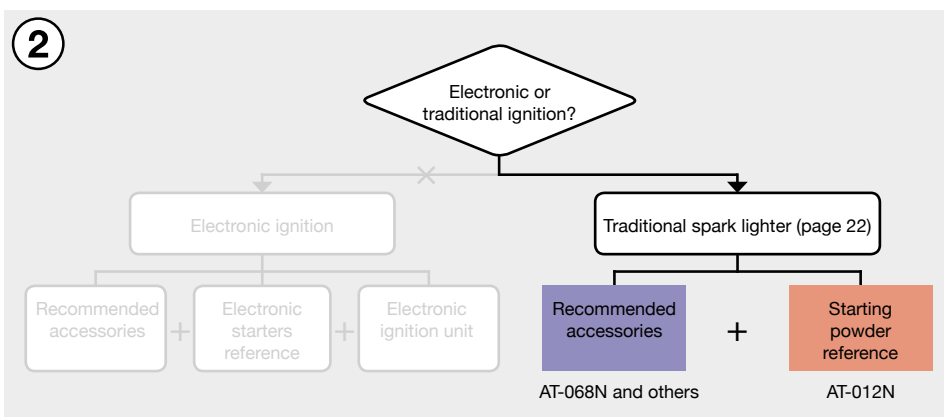 2
Electronic or
traditional ignition?
Electronic ignition
Traditional spark lighter (page 22)
Recommended
accessories
+
Electronic
starters
reference
+
Electronic
ignition unit
Recommended
accessories
+
Starting
powder
reference
AT-068N and others
AT-012N